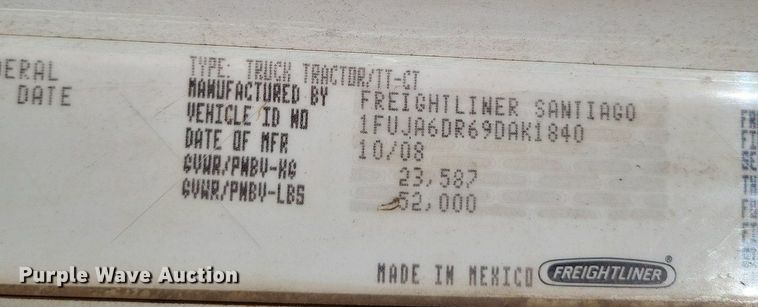 TYPE: TRUCK TRACTOR/TT-CT
DERAL
DATE
MANUFACTURED BY FREIGHTLINER SANTIAGO
VEHICLE ID NO 1FUJA6DR69DAK1840
DATE OF MFR 10/08
GVWR/PNBV-KG 23,587
GVWR/PNBV-LBS 52,000
MADE IN MEXICO FREIGHTLINER®
Purple Wave Auction